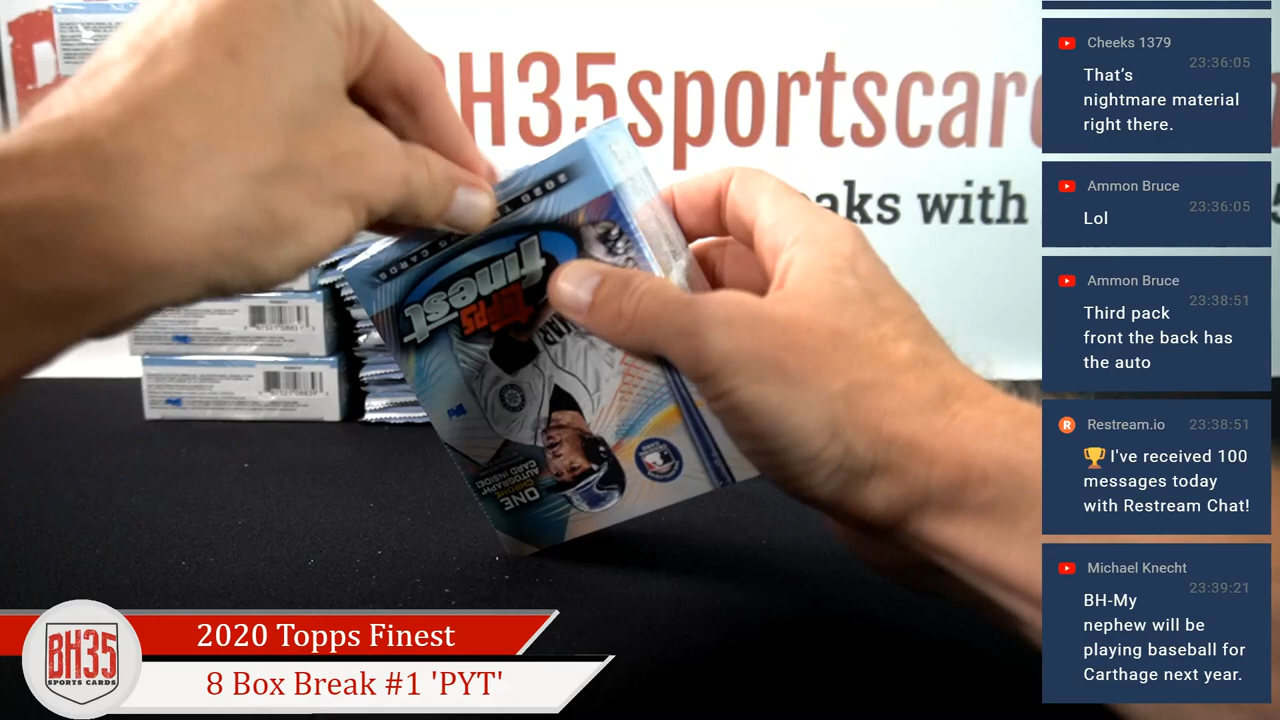 BH35sportscar
aks with
2020 T
CARDS
TOPPS
finest
ONE
CHROME
AUTOGRAPH
CARD INSIDE!
Cheeks 1379
23:36:05
That's
nightmare material
right there.
Ammon Bruce
23:36:05
Lol
Ammon Bruce
23:38:51
Third pack
front the back has
the auto
Restream.io 23:38:51
🏆 I've received 100
messages today
with Restream Chat!
Michael Knecht
23:39:21
BH-My
nephew will be
playing baseball for
Carthage next year.
BH35
SPORTS CARDS
2020 Topps Finest
8 Box Break #1 'PYT'